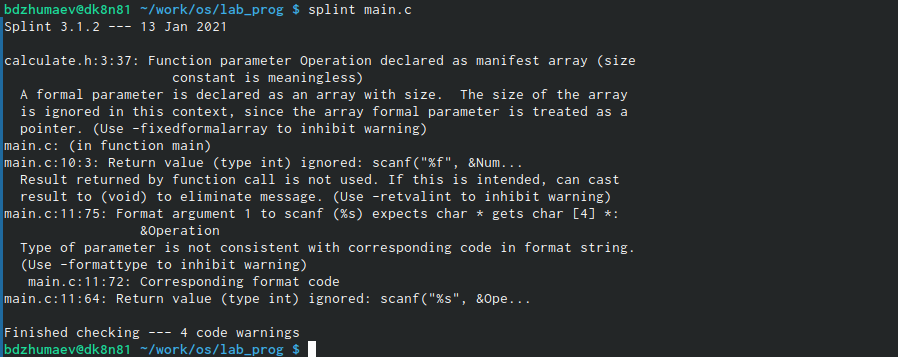 bdzhumaev@dk8n81 ~/work/os/lab_prog $ splint main.c
Splint 3.1.2 --- 13 Jan 2021

calculate.h:3:37: Function parameter Operation declared as manifest array (size
                     constant is meaningless)
  A formal parameter is declared as an array with size.  The size of the array
  is ignored in this context, since the array formal parameter is treated as a
  pointer. (Use -fixedformalarray to inhibit warning)
main.c: (in function main)
main.c:10:3: Return value (type int) ignored: scanf("%f", &Num...
  Result returned by function call is not used. If this is intended, can cast
  result to (void) to eliminate message. (Use -retvalint to inhibit warning)
main.c:11:75: Format argument 1 to scanf (%s) expects char * gets char [4] *:
                 &Operation
  Type of parameter is not consistent with corresponding code in format string.
  (Use -formattype to inhibit warning)
   main.c:11:72: Corresponding format code
main.c:11:64: Return value (type int) ignored: scanf("%s", &Ope...

Finished checking --- 4 code warnings
bdzhumaev@dk8n81 ~/work/os/lab_prog $